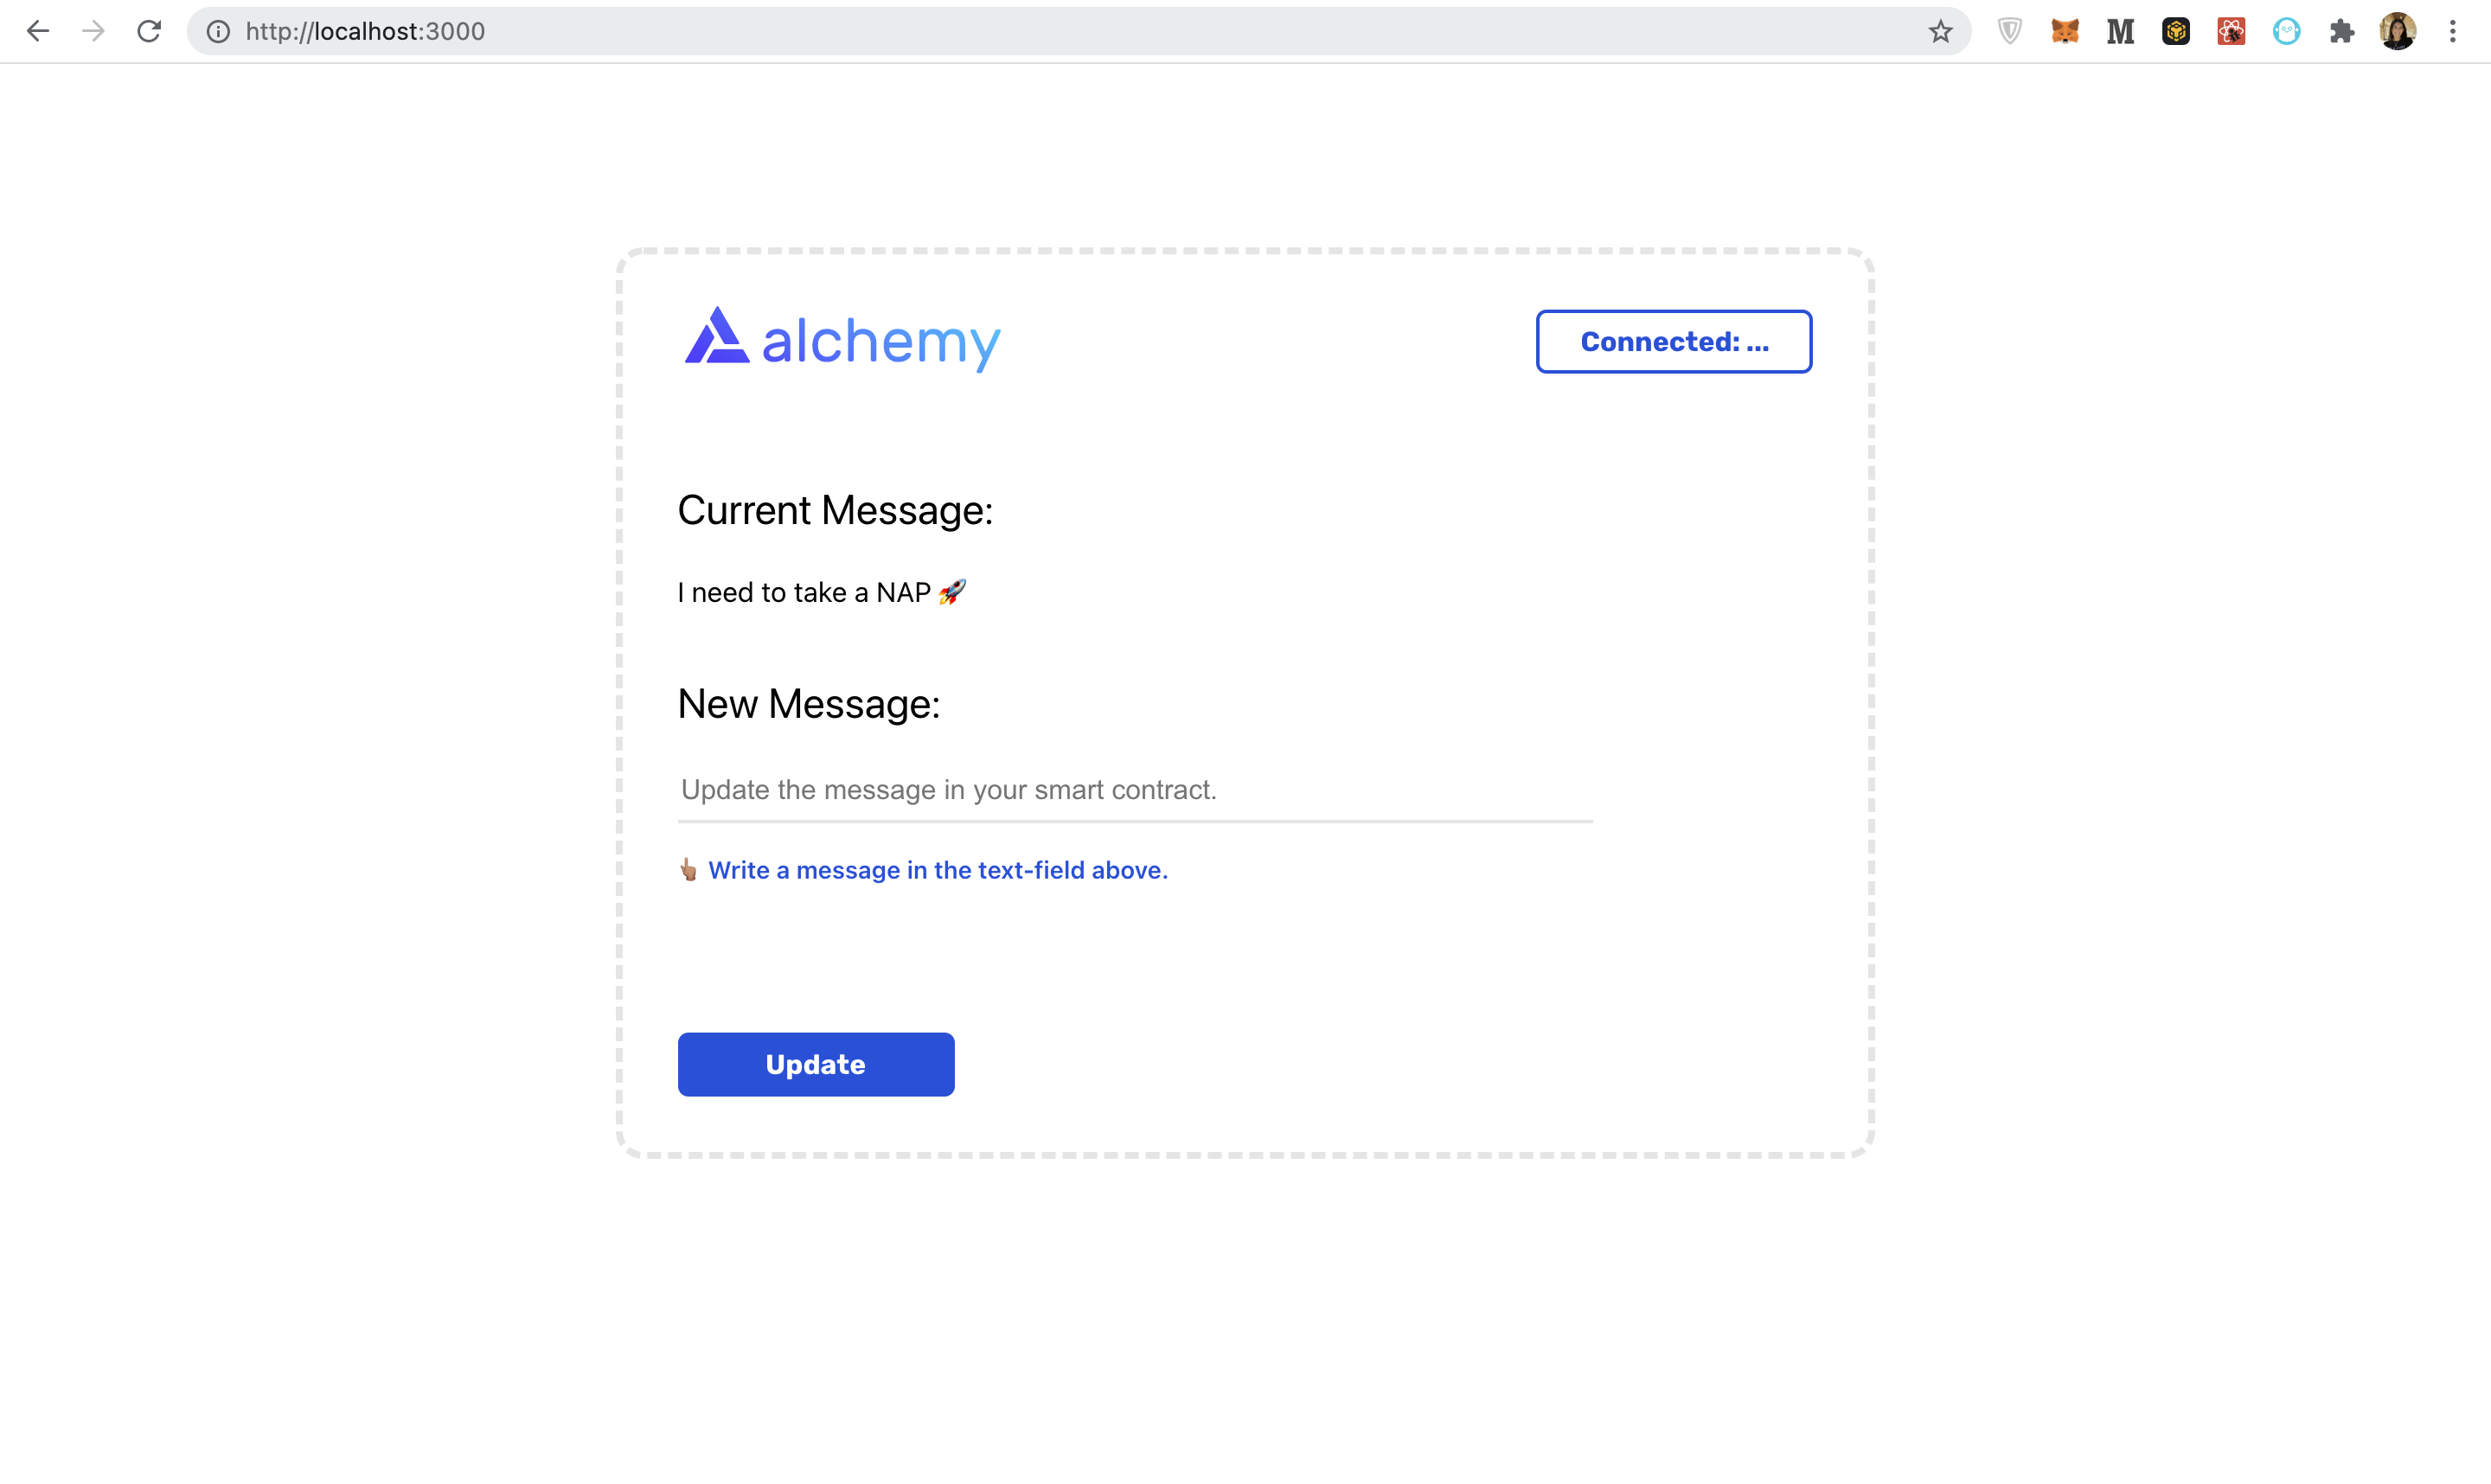 http://localhost:3000
M
alchemy
Connected: ...
Current Message:
I need to take a NAP 🚀
New Message:
Update the message in your smart contract.
👆🏽 Write a message in the text-field above.
Update